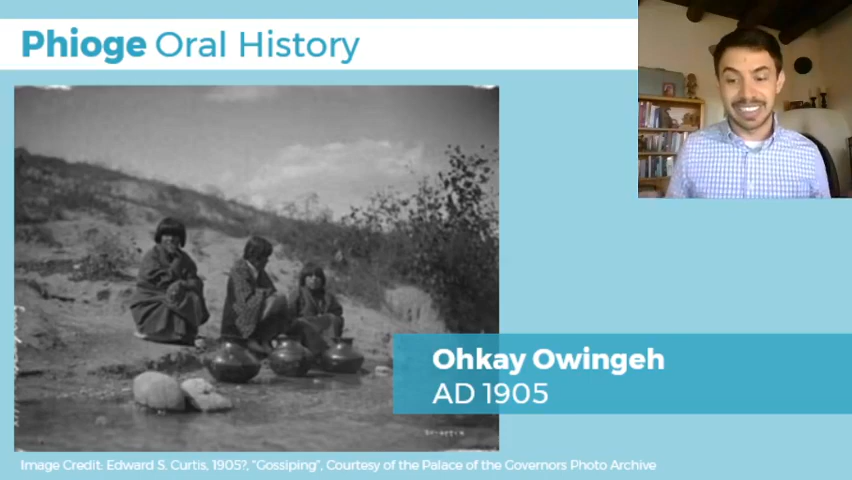 Phioge Oral History
Ohkay Owingeh
AD 1905
Image Credit: Edward S. Curtis, 1905?, "Gossiping", Courtesy of the Palace of the Governors Photo Archive